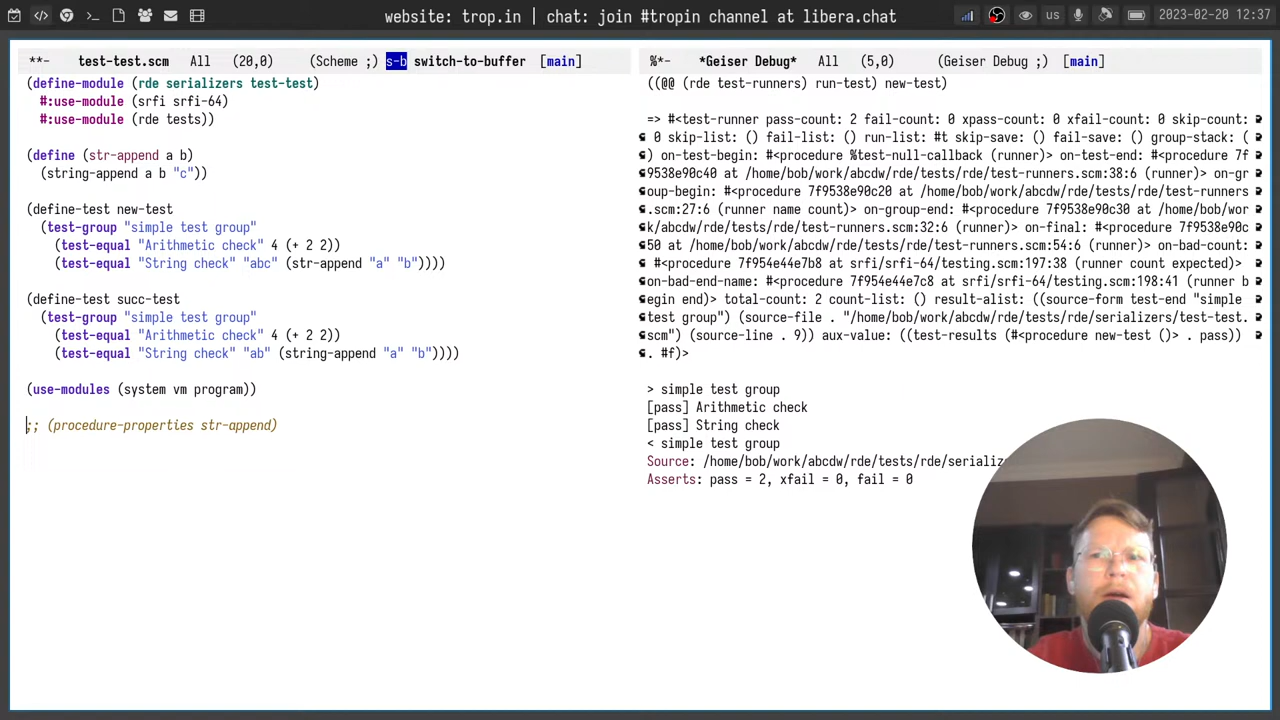 website: trop.in | chat: join #tropin channel at libera.chat
us
2023-02-20 12:37
**- test-test.scm All (20,0) (Scheme ;) s-b switch-to-buffer [main]
(define-module (rde serializers test-test)
#:use-module (srfi srfi-64)
#:use-module (rde tests))
(define (str-append a b)
(string-append a b "c"))
(define-test new-test
(test-group "simple test group"
(test-equal "Arithmetic check" 4 (+ 2 2))
(test-equal "String check" "abc" (str-append "a" "b"))))
(define-test succ-test
(test-group "simple test group"
(test-equal "Arithmetic check" 4 (+ 2 2))
(test-equal "String check" "ab" (string-append "a" "b"))))
(use-modules (system vm program))
;; (procedure-properties str-append)
%*- *Geiser Debug* All (5,0) (Geiser Debug ;) [main]
((@@ (rde test-runners) run-test) new-test)
=> #<test-runner pass-count: 2 fail-count: 0 xpass-count: 0 xfail-count: 0 skip-count:
0 skip-list: () fail-list: () run-list: #t skip-save: () fail-save: () group-stack: (
) on-test-begin: #<procedure %test-null-callback (runner)> on-test-end: #<procedure 7f
9538e90c40 at /home/bob/work/abcdw/rde/tests/rde/test-runners.scm:38:6 (runner)> on-gr
oup-begin: #<procedure 7f9538e90c20 at /home/bob/work/abcdw/rde/tests/rde/test-runners
.scm:27:6 (runner name count)> on-group-end: #<procedure 7f9538e90c30 at /home/bob/wor
k/abcdw/rde/tests/rde/test-runners.scm:32:6 (runner)> on-final: #<procedure 7f9538e90c
50 at /home/bob/work/abcdw/rde/tests/rde/test-runners.scm:54:6 (runner)> on-bad-count:
#<procedure 7f954e44e7b8 at srfi/srfi-64/testing.scm:197:38 (runner count expected)>
on-bad-end-name: #<procedure 7f954e44e7c8 at srfi/srfi-64/testing.scm:198:41 (runner b
egin end)> total-count: 2 count-list: () result-alist: ((source-form test-end "simple
test group") (source-file . "/home/bob/work/abcdw/rde/tests/rde/serializers/test-test.
scm") (source-line . 9)) aux-value: ((test-results (#<procedure new-test ()> . pass))
. #f)>
> simple test group
[pass] Arithmetic check
[pass] String check
< simple test group
Source: /home/bob/work/abcdw/rde/tests/rde/serializ
Asserts: pass = 2, xfail = 0, fail = 0